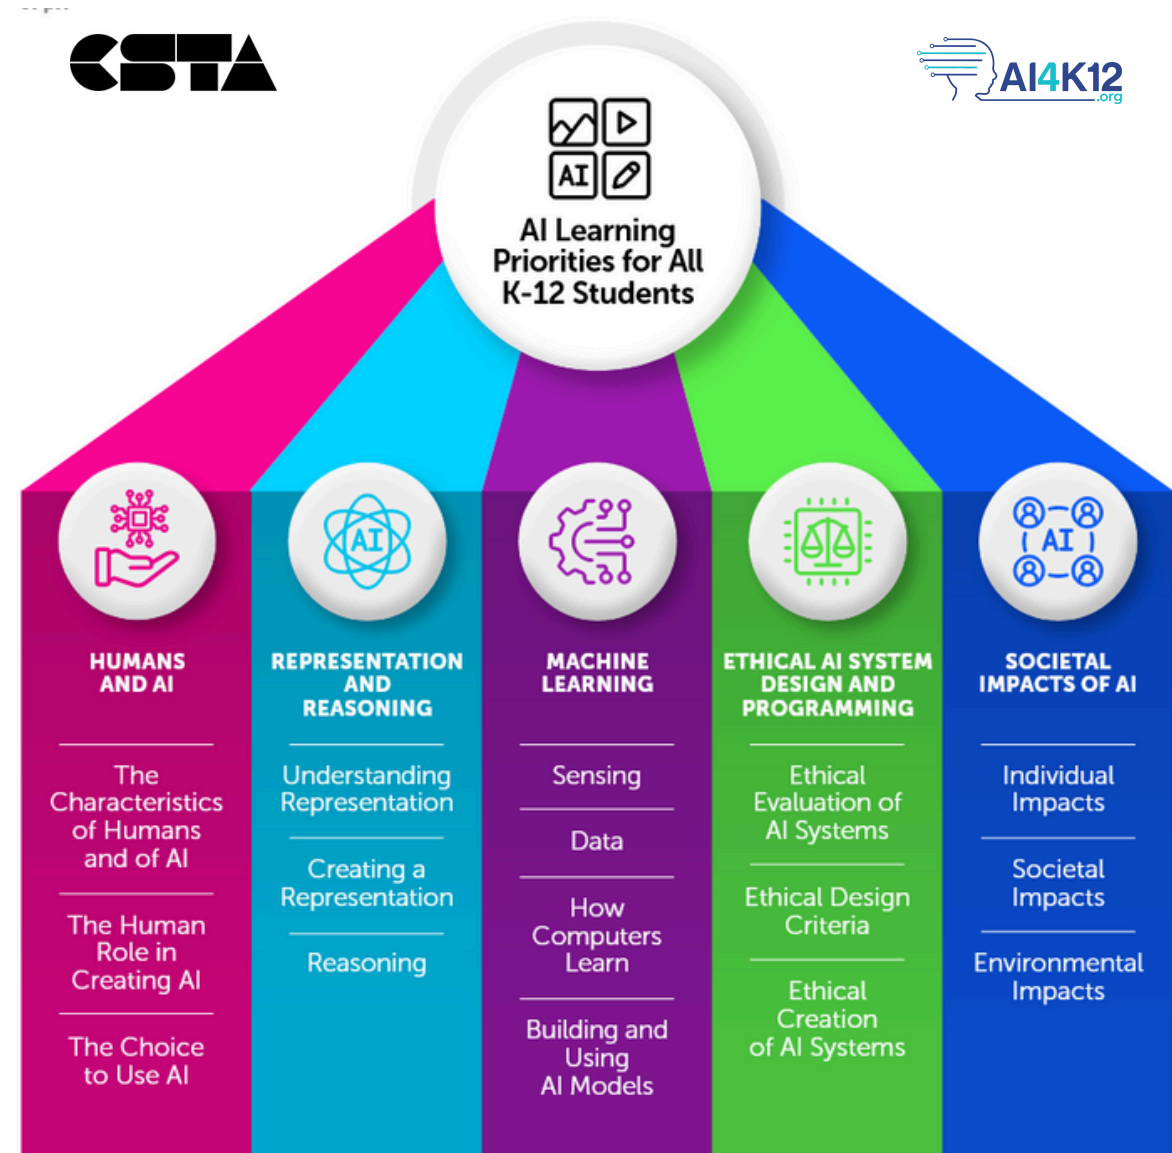 CSTA
AI4K12
.org
AI
AI Learning
Priorities for All
K-12 Students
AI
AI
HUMANS
AND AI
The
Characteristics
of Humans
and of AI
The Human
Role in
Creating AI
The Choice
to Use AI
REPRESENTATION
AND
REASONING
Understanding
Representation
Creating a
Representation
Reasoning
MACHINE
LEARNING
Sensing
Data
How
Computers
Learn
Building and
Using
AI Models
ETHICAL AI SYSTEM
DESIGN AND
PROGRAMMING
Ethical
Evaluation of
AI Systems
Ethical Design
Criteria
Ethical
Creation
of AI Systems
SOCIETAL
IMPACTS OF AI
Individual
Impacts
Societal
Impacts
Environmental
Impacts